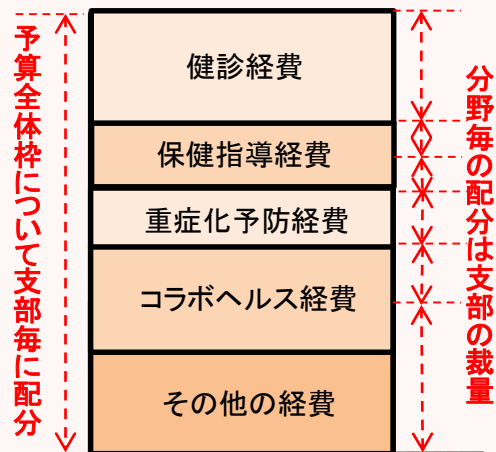 予算全体枠について支部毎に配分
健診経費
保健指導経費
重症化予防経費
コラボヘルス経費
その他の経費
分野毎の配分は支部の裁量